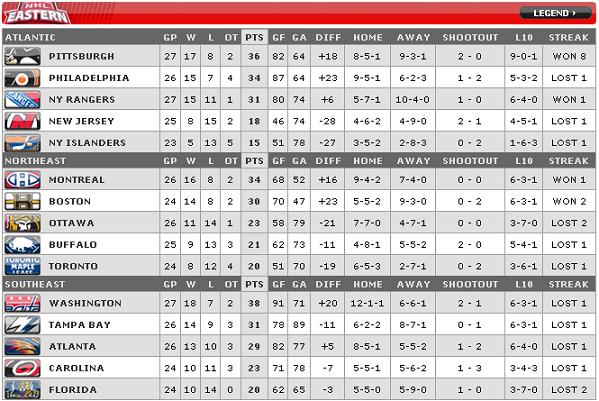 NHL
EASTERN
LEGEND ›
ATLANTIC GP W L OT PTS GF GA DIFF HOME AWAY SHOOTOUT L10 STREAK
PITTSBURGH 27 17 8 2 36 82 64 +18 8-5-1 9-3-1 2 - 0 9-0-1 WON 8
PHILADELPHIA 26 15 7 4 34 87 64 +23 9-5-1 6-2-3 1 - 2 5-3-2 LOST 1
NY RANGERS 27 15 11 1 31 80 74 +6 5-7-1 10-4-0 1 - 0 6-4-0 WON 1
NEW JERSEY 25 8 15 2 18 46 74 -28 4-6-2 4-9-0 2 - 1 4-5-1 LOST 1
NY ISLANDERS 23 5 13 5 15 51 78 -27 3-5-2 2-8-3 0 - 2 1-6-3 LOST 1
NORTHEAST GP W L OT PTS GF GA DIFF HOME AWAY SHOOTOUT L10 STREAK
MONTREAL 26 16 8 2 34 68 52 +16 9-4-2 7-4-0 0 - 0 6-3-1 LOST 1
BOSTON 24 14 8 2 30 70 47 +23 5-5-2 9-3-0 0 - 2 6-3-1 WON 2
OTTAWA 26 11 14 1 23 58 79 -21 7-7-0 4-7-1 0 - 0 3-7-0 LOST 2
BUFFALO 25 9 13 3 21 62 73 -11 4-8-1 5-5-2 2 - 0 5-4-1 LOST 1
TORONTO MAPLE LEAFS TORONTO 24 8 12 4 20 51 70 -19 6-5-3 2-7-1 0 - 2 3-6-1 LOST 1
SOUTHEAST GP W L OT PTS GF GA DIFF HOME AWAY SHOOTOUT L10 STREAK
WASHINGTON 27 18 7 2 38 91 71 +20 12-1-1 6-6-1 2 - 1 6-3-1 LOST 1
TAMPA BAY 26 14 9 3 31 78 89 -11 6-2-2 8-7-1 0 - 1 6-3-1 LOST 1
ATLANTA 26 13 10 3 29 82 77 +5 8-5-1 5-5-2 1 - 2 6-4-0 LOST 1
CAROLINA 24 10 11 3 23 71 78 -7 5-5-1 5-6-2 1 - 3 3-4-3 LOST 1
FLORIDA 24 10 14 0 20 62 65 -3 5-5-0 5-9-0 1 - 0 3-7-0 LOST 2